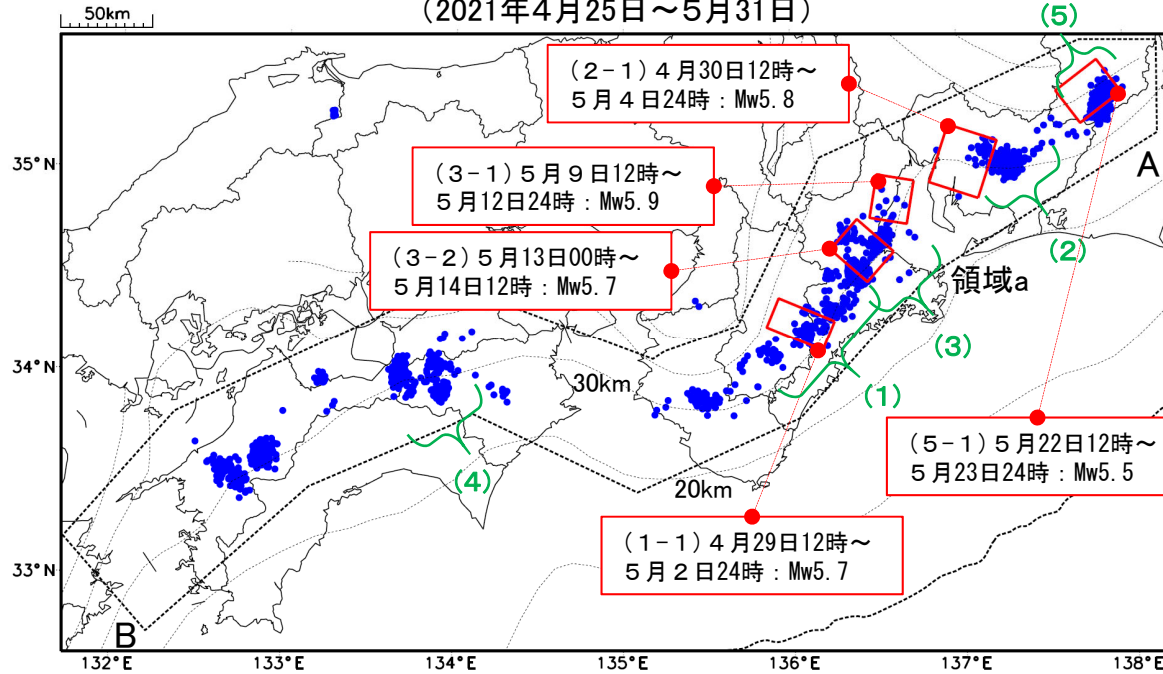 (2021年4月25日～5月31日)
50km
(5)
(2-1)4月30日12時～
5月4日24時：Mw5.8
35°N
A
(3-1)5月9日12時～
5月12日24時：Mw5.9
(2)
(3-2)5月13日00時～
5月14日12時：Mw5.7
領域a
(3)
34°N
30km
(1)
(5-1)5月22日12時～
5月23日24時：Mw5.5
(4)
20km
(1-1)4月29日12時～
5月2日24時：Mw5.7
33°N
B
132°E 133°E 134°E 135°E 136°E 137°E 138°E